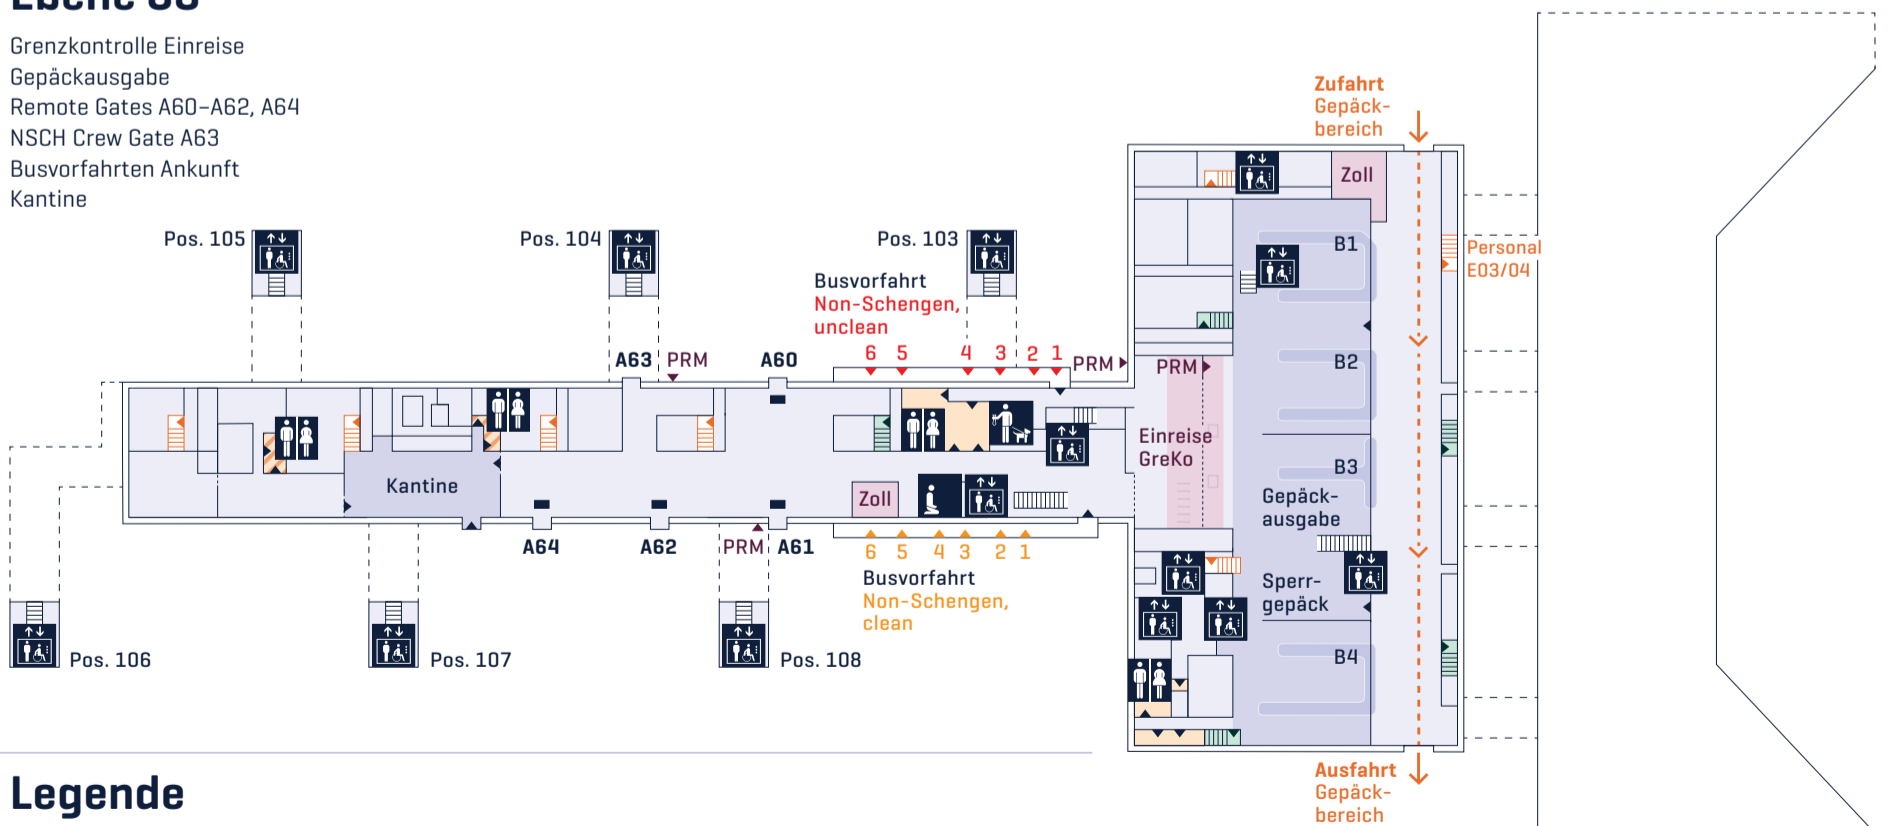 Ebene 03
Grenzkontrolle Einreise
Gepäckausgabe
Remote Gates A60–A62, A64
NSCH Crew Gate A63
Busvorfahrten Ankunft
Kantine
Zufahrt
Gepäck-
bereich
Pos. 105
Pos. 104
Pos. 103
Zoll
B1
Personal
E03/04
Busvorfahrt
Non-Schengen,
unclean
6 5 4 3 2 1
A63 PRM
A60
PRM
PRM
B2
Einreise
GreKo
B3
Kantine
Zoll
Gepäck-
ausgabe
A64
A62
PRM A61
6 5 4 3 2 1
Busvorfahrt
Non-Schengen,
clean
Sperr-
gepäck
B4
Pos. 106
Pos. 107
Pos. 108
Legende
Ausfahrt
Gepäck-
bereich